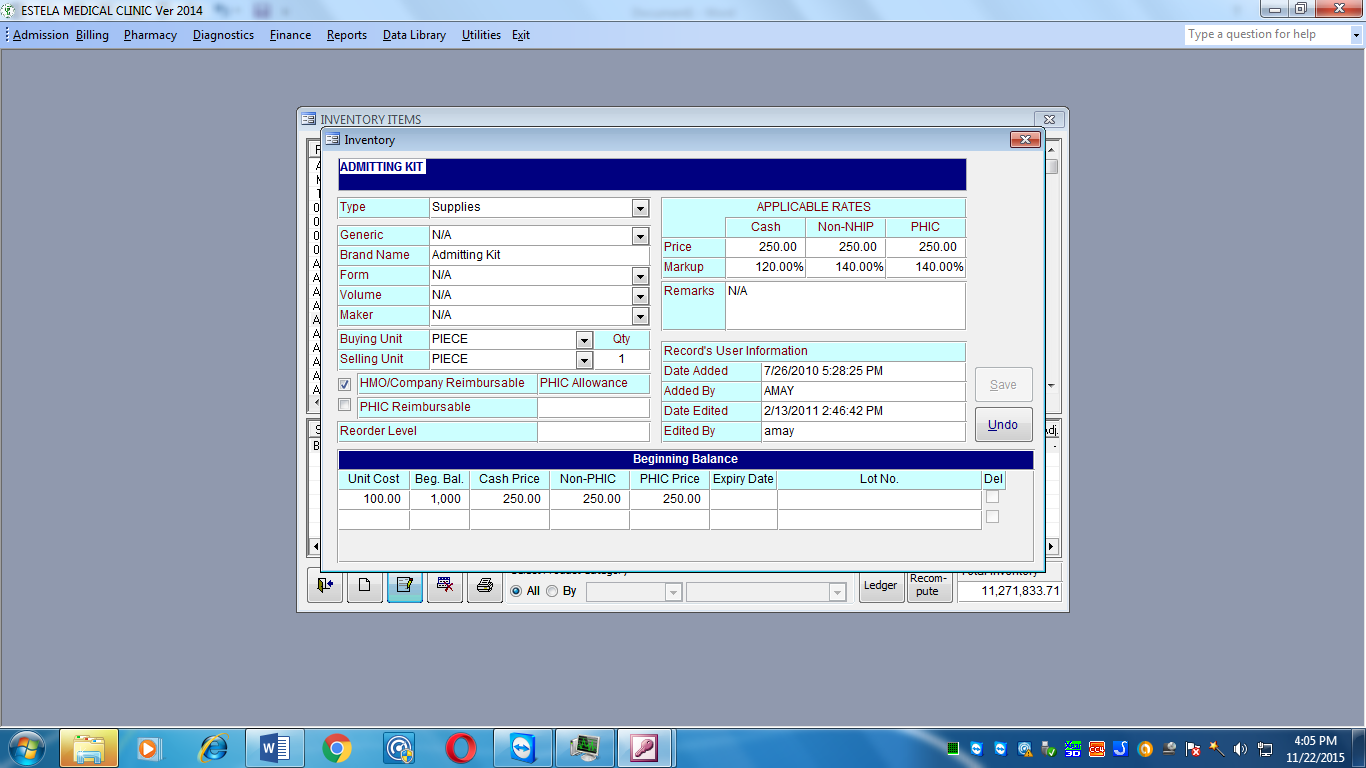 ESTELA MEDICAL CLINIC Ver 2014
Admission Billing Pharmacy Diagnostics Finance Reports Data Library Utilities Exit
Type a question for help
INVENTORY ITEMS
Inventory
ADMITTING KIT
Type Supplies
Generic N/A
Brand Name Admitting Kit
Form N/A
Volume N/A
Maker N/A
Buying Unit PIECE Qty
Selling Unit PIECE 1
HMO/Company Reimbursable PHIC Allowance
PHIC Reimbursable
Reorder Level
APPLICABLE RATES
Cash Non-NHIP PHIC
Price 250.00 250.00 250.00
Markup 120.00% 140.00% 140.00%
Remarks N/A
Record's User Information
Date Added 7/26/2010 5:28:25 PM
Added By AMAY
Date Edited 2/13/2011 2:46:42 PM
Edited By amay
Save
Undo
Beginning Balance
Unit Cost Beg. Bal. Cash Price Non-PHIC PHIC Price Expiry Date Lot No. Del
100.00 1,000 250.00 250.00 250.00
All By
Ledger
Recom-
pute
Total Inventory
11,271,833.71
4:05 PM
11/22/2015